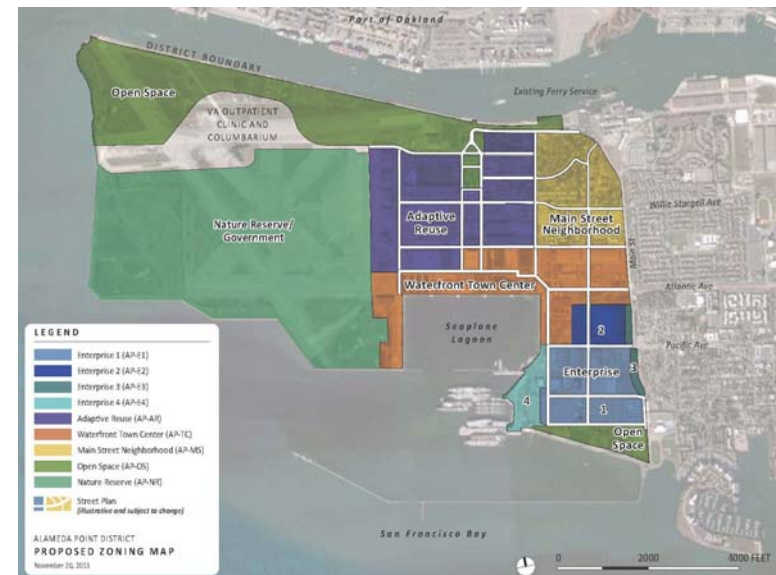 Port of Oakland
DISTRICT BOUNDARY
Open Space
Existing Ferry Service
VA OUTPATIENT
CLINIC AND
COLUMBARIUM
Willie Stargell Ave
Nature Reserve/
Government
Adaptive
Reuse
Main Street
Neighborhood
Main St
Waterfront Town Center
Atlantic Ave
Seaplane
Lagoon
2
Pacific Ave
3
Enterprise
4
1
Open
Space
LEGEND
Enterprise 1 (AP-E1)
Enterprise 2 (AP-E2)
Enterprise 3 (AP-E3)
Enterprise 4 (AP-E4)
Adaptive Reuse (AP-AR)
Waterfront Town Center (AP-TC)
Main Street Neighborhood (AP-MS)
Open Space (AP-OS)
Nature Reserve (AP-NR)
Street Plan
(illustrative and subject to change)
ALAMEDA POINT DISTRICT
PROPOSED ZONING MAP
November 20, 2013
San Francisco Bay
0 2000 4000 FEET